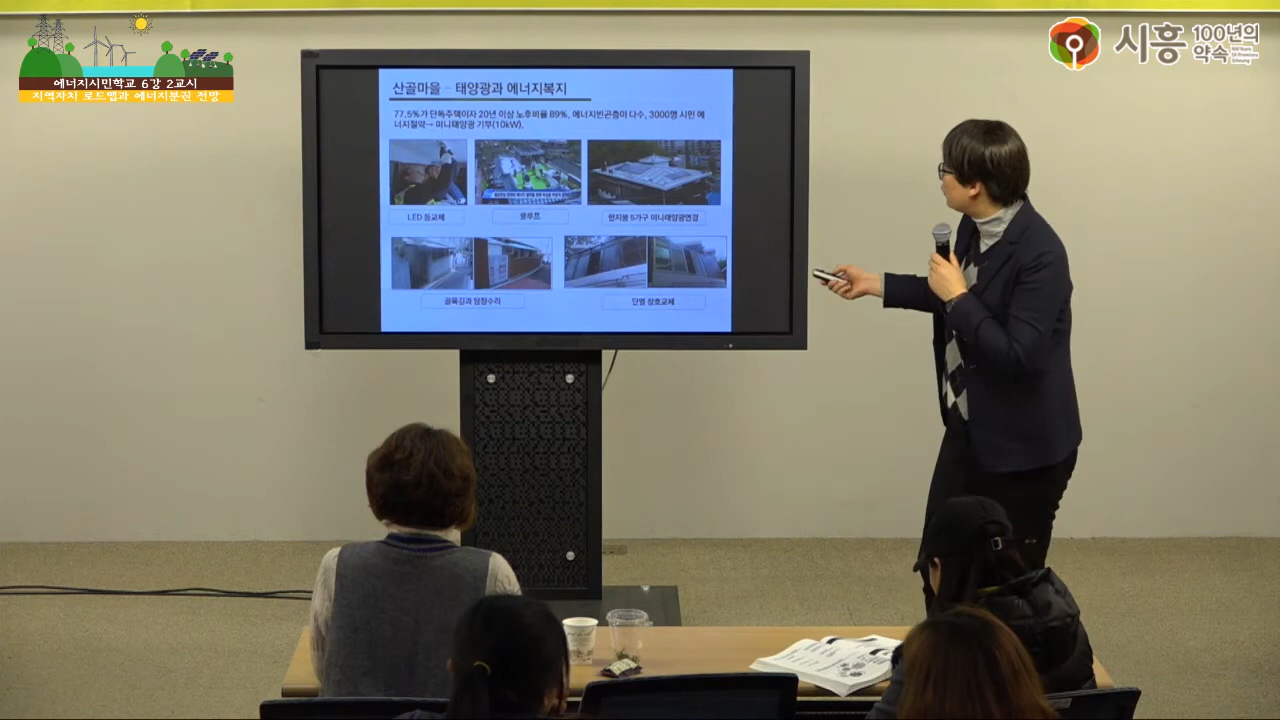 에너지시민학교 6강 2교시
지역자치 로드맵과 에너지분권 전망
시흥 100년의 약속
산골마을 – 태양광과 에너지복지
77.5%가 단독주택이자 20년 이상 노후비율 89%, 에너지빈곤층이 다수, 3000명 시민 에
너지절약→ 미니태양광 기부(10kW),
LED 등교체
쿨루프
한지붕 5가구 미니태양광연결
골목길과 담장수리
단열 창호교체